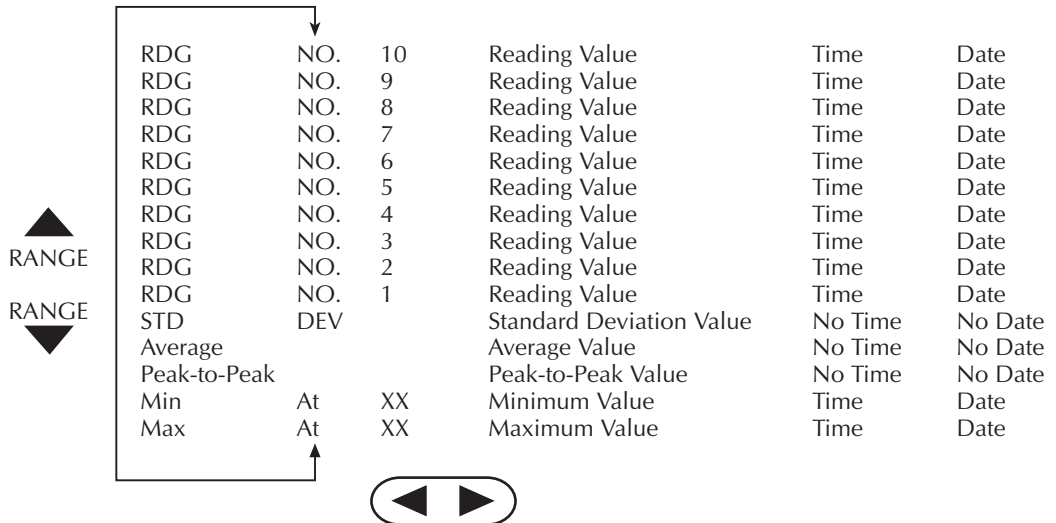 RDG NO. 10 Reading Value Time Date
RDG NO. 9 Reading Value Time Date
RDG NO. 8 Reading Value Time Date
RDG NO. 7 Reading Value Time Date
RDG NO. 6 Reading Value Time Date
RDG NO. 5 Reading Value Time Date
RDG NO. 4 Reading Value Time Date
RDG NO. 3 Reading Value Time Date
RDG NO. 2 Reading Value Time Date
RDG NO. 1 Reading Value Time Date
STD DEV Standard Deviation Value No Time No Date
Average Average Value No Time No Date
Peak-to-Peak Peak-to-Peak Value No Time No Date
Min At XX Minimum Value Time Date
Max At XX Maximum Value Time Date
RANGE
RANGE